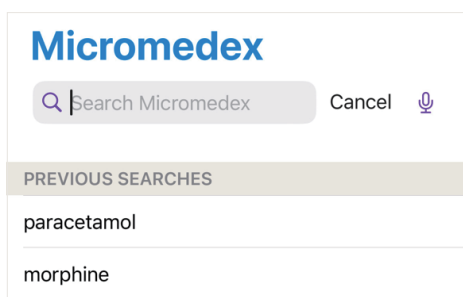 Micromedex
Search Micromedex Cancel
PREVIOUS SEARCHES
paracetamol
morphine